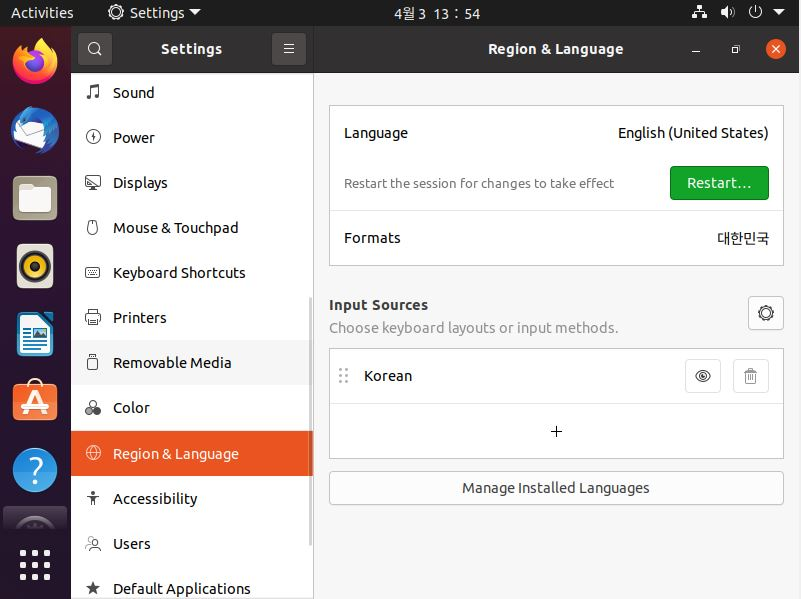 Activities
Settings
4월 3 13 : 54
Settings
Region & Language
Sound
Power
Displays
Mouse & Touchpad
Keyboard Shortcuts
Printers
Removable Media
Color
Region & Language
Accessibility
Users
Default Applications
Language
English (United States)
Restart the session for changes to take effect
Restart…
Formats
대한민국
Input Sources
Choose keyboard layouts or input methods.
Korean
Manage Installed Languages